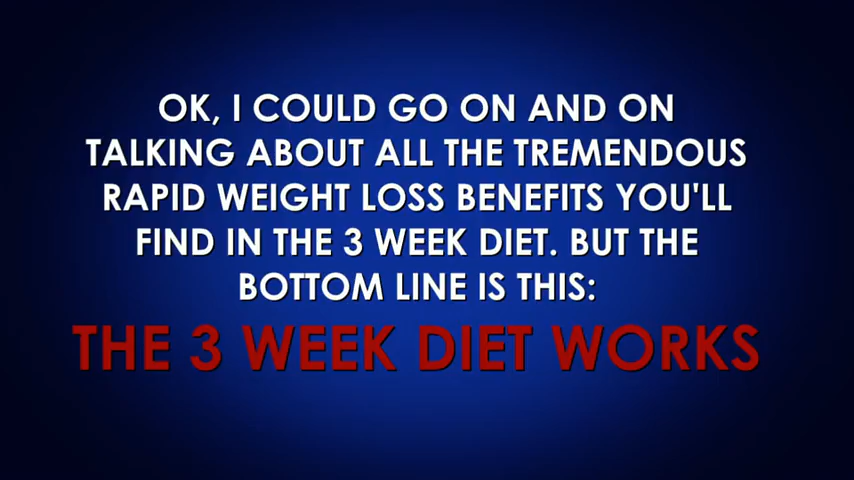 OK, I COULD GO ON AND ON
TALKING ABOUT ALL THE TREMENDOUS
RAPID WEIGHT LOSS BENEFITS YOU'LL
FIND IN THE 3 WEEK DIET. BUT THE
BOTTOM LINE IS THIS:
THE 3 WEEK DIET WORKS